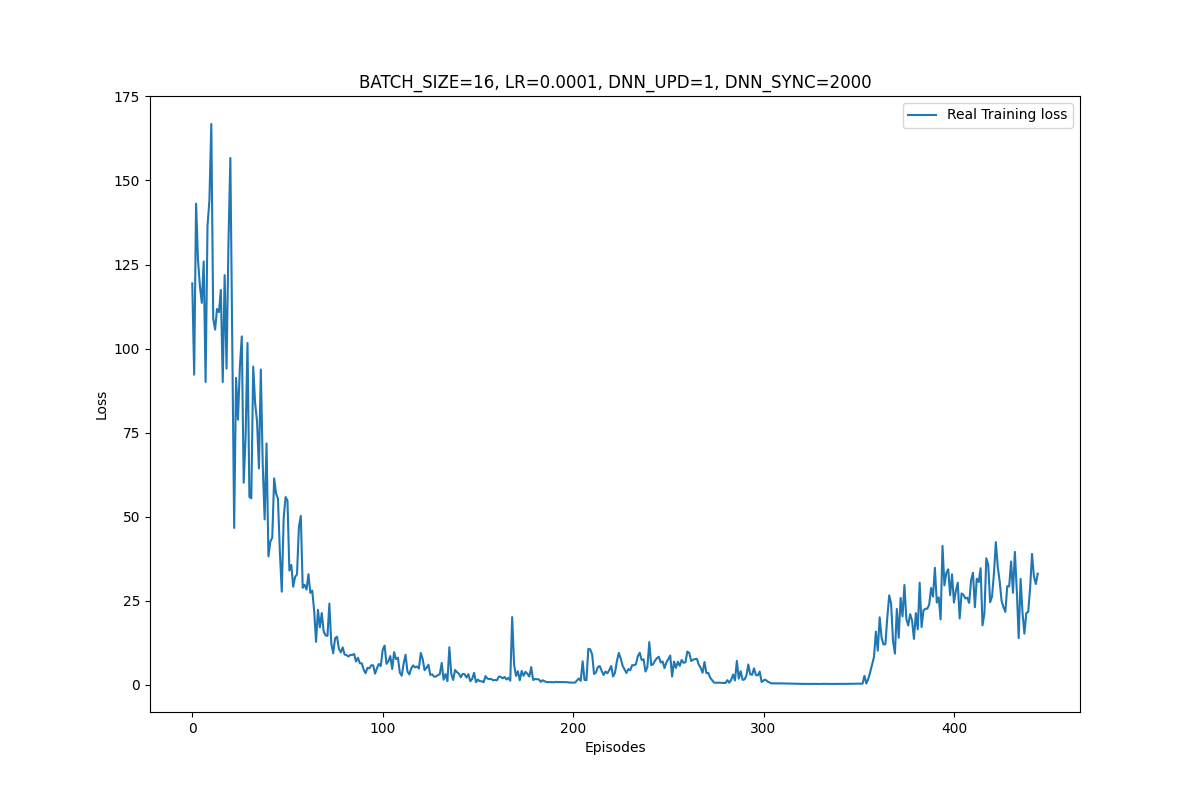 BATCH_SIZE=16, LR=0.0001, DNN_UPD=1, DNN_SYNC=2000
Real Training loss
175
150
125
100
75
50
25
0
Loss
0 100 200 300 400
Episodes